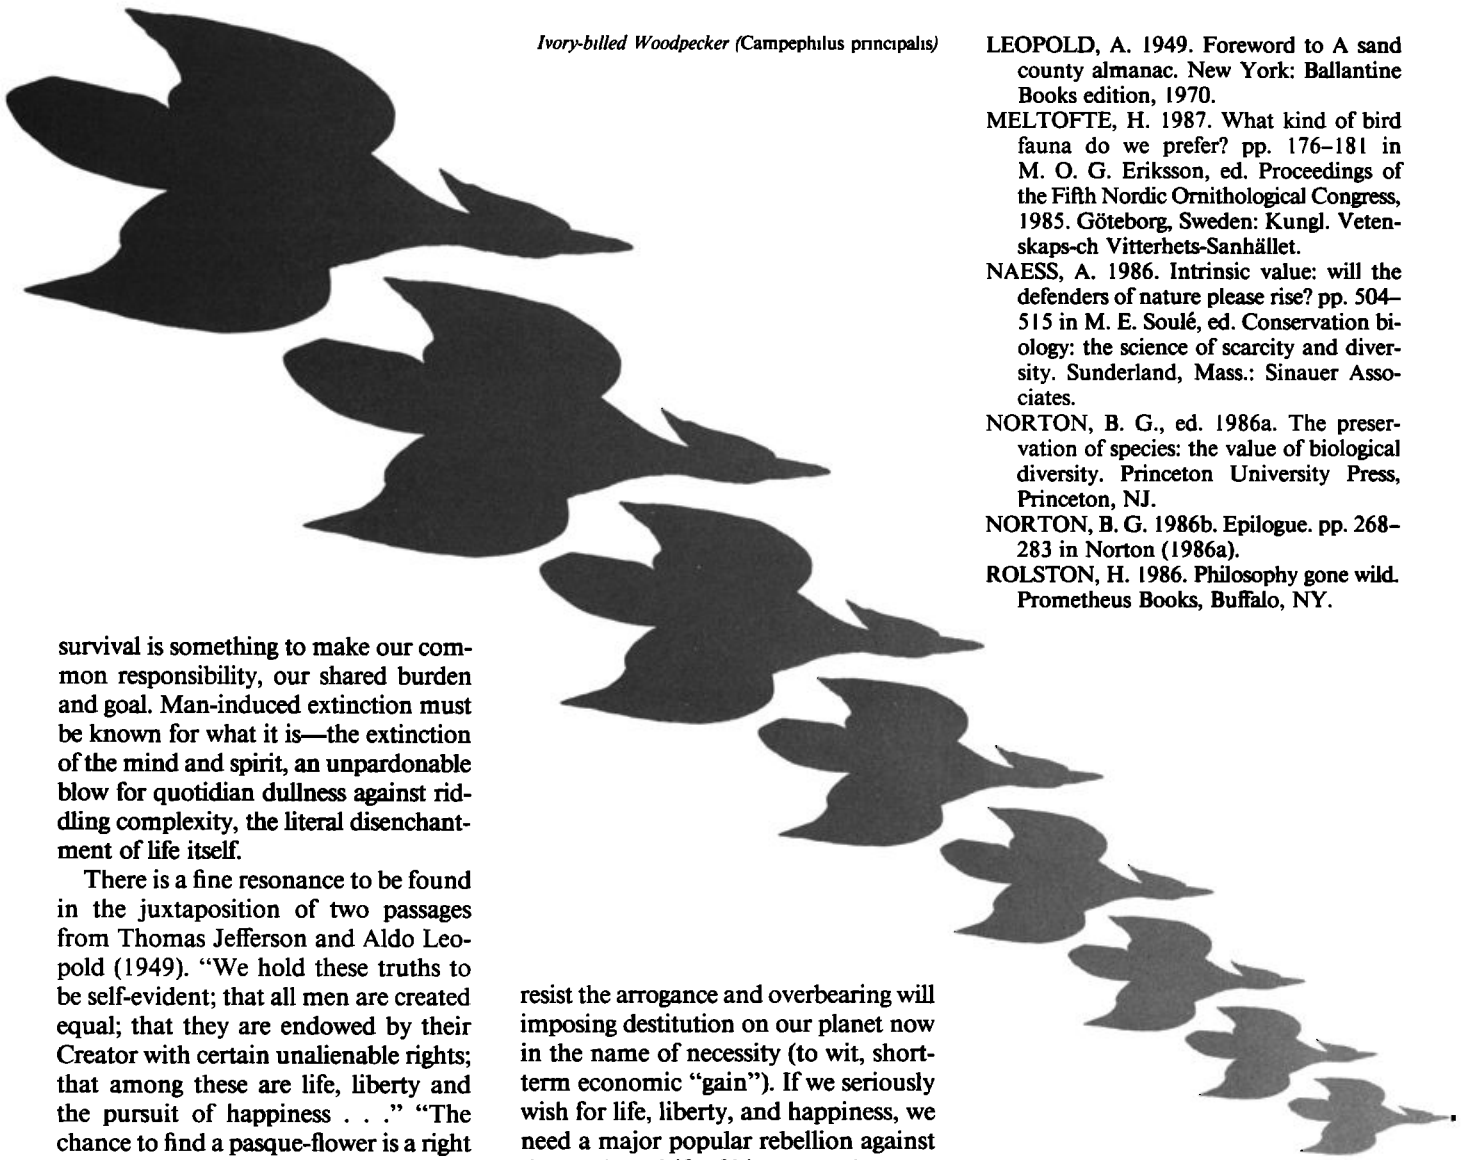 Ivory-billed Woodpecker (Campephilus principalis)
survival is something to make our com-
mon responsibility, our shared burden
and goal. Man-induced extinction must
be known for what it is—the extinction
of the mind and spirit, an unpardonable
blow for quotidian dullness against rid-
dling complexity, the literal disenchant-
ment of life itself.
There is a fine resonance to be found
in the juxtaposition of two passages
from Thomas Jefferson and Aldo Leo-
pold (1949). “We hold these truths to
be self-evident; that all men are created
equal; that they are endowed by their
Creator with certain unalienable rights;
that among these are life, liberty and
the pursuit of happiness . . .” “The
chance to find a pasque-flower is a right
resist the arrogance and overbearing will
imposing destitution on our planet now
in the name of necessity (to wit, short-
term economic “gain”). If we seriously
wish for life, liberty, and happiness, we
need a major popular rebellion against
LEOPOLD, A. 1949. Foreword to A sand
county almanac. New York: Ballantine
Books edition, 1970.
MELTOFTE, H. 1987. What kind of bird
fauna do we prefer? pp. 176–181 in
M. O. G. Eriksson, ed. Proceedings of
the Fifth Nordic Ornithological Congress,
1985. Göteborg, Sweden: Kungl. Veten-
skaps-ch Vitterhets-Sanhället.
NAESS, A. 1986. Intrinsic value: will the
defenders of nature please rise? pp. 504–
515 in M. E. Soulé, ed. Conservation bi-
ology: the science of scarcity and diver-
sity. Sunderland, Mass.: Sinauer Asso-
ciates.
NORTON, B. G., ed. 1986a. The preser-
vation of species: the value of biological
diversity. Princeton University Press,
Princeton, NJ.
NORTON, B. G. 1986b. Epilogue. pp. 268–
283 in Norton (1986a).
ROLSTON, H. 1986. Philosophy gone wild.
Prometheus Books, Buffalo, NY.